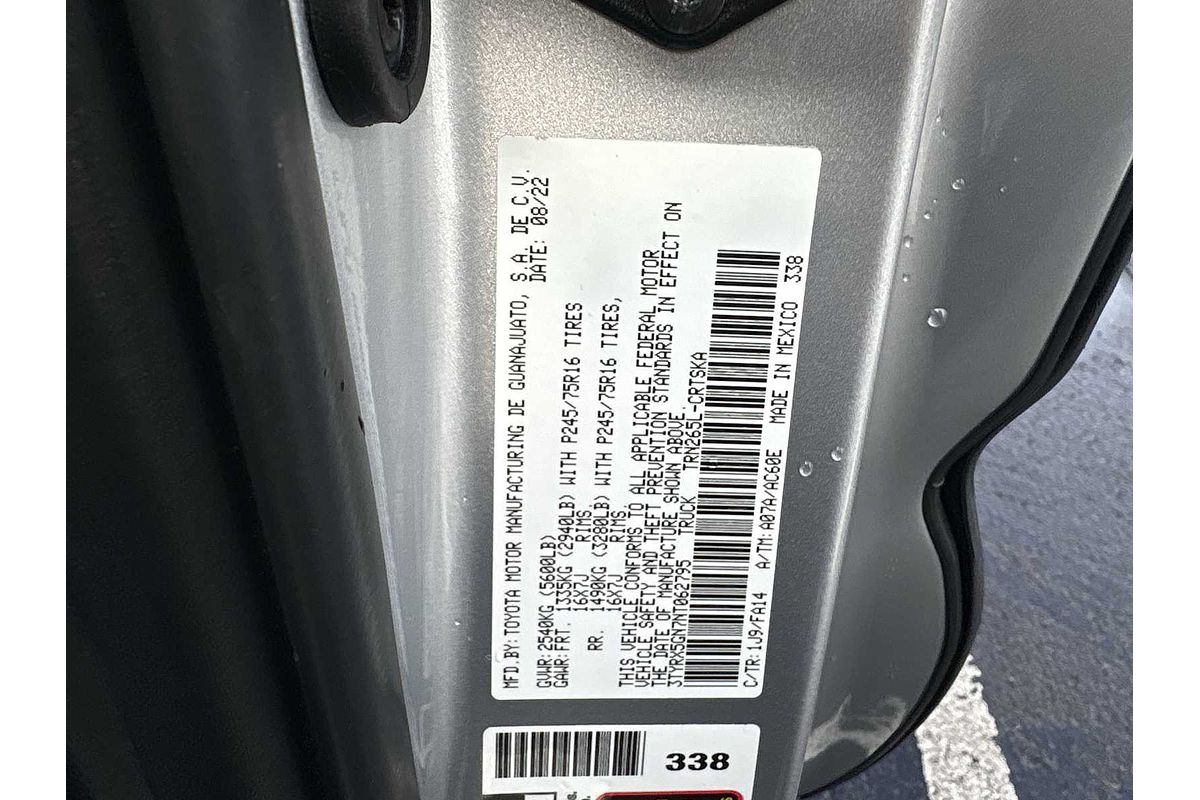 MFD.BY:TOYOTA MOTOR MANUFACTURING DE GUANAJUATO, S.A. DE C.V.
DATE: 08/22
GVWR:2540KG (5600LB)
GAWR:FRT. 1335KG (2940LB) WITH P245/75R16 TIRES
16X7J RIMS,
RR. 1490KG (3280LB) WITH P245/75R16 TIRES,
16X7J RIMS.
THIS VEHICLE CONFORMS TO ALL APPLICABLE FEDERAL MOTOR
VEHICLE SAFETY AND THEFT PREVENTION STANDARDS IN EFFECT ON
THE DATE OF MANUFACTURE SHOWN ABOVE.
3TYRX5GN7NT062795 TRUCK TRN265L-CRTSKA
C/TR:1J9/FA14 A/TM:A07A/AC60E MADE IN MEXICO 338
338